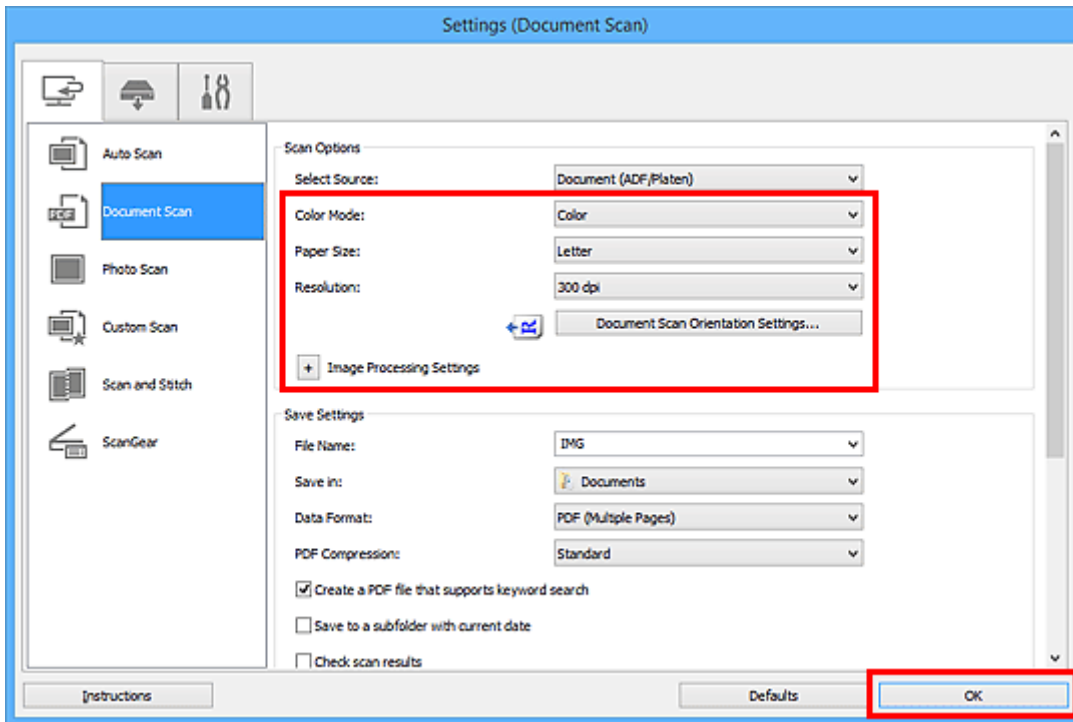 Settings (Document Scan)
Auto Scan
PDF
Document Scan
Photo Scan
Custom Scan
Scan and Stitch
ScanGear
Scan Options
Select Source: Document (ADF/Platen)
Color Mode: Color
Paper Size: Letter
Resolution: 300 dpi
R Document Scan Orientation Settings...
+ Image Processing Settings
Save Settings
File Name: IMG
Save in: Documents
Data Format: PDF (Multiple Pages)
PDF Compression: Standard
Create a PDF file that supports keyword search
Save to a subfolder with current date
Check scan results
Instructions Defaults OK